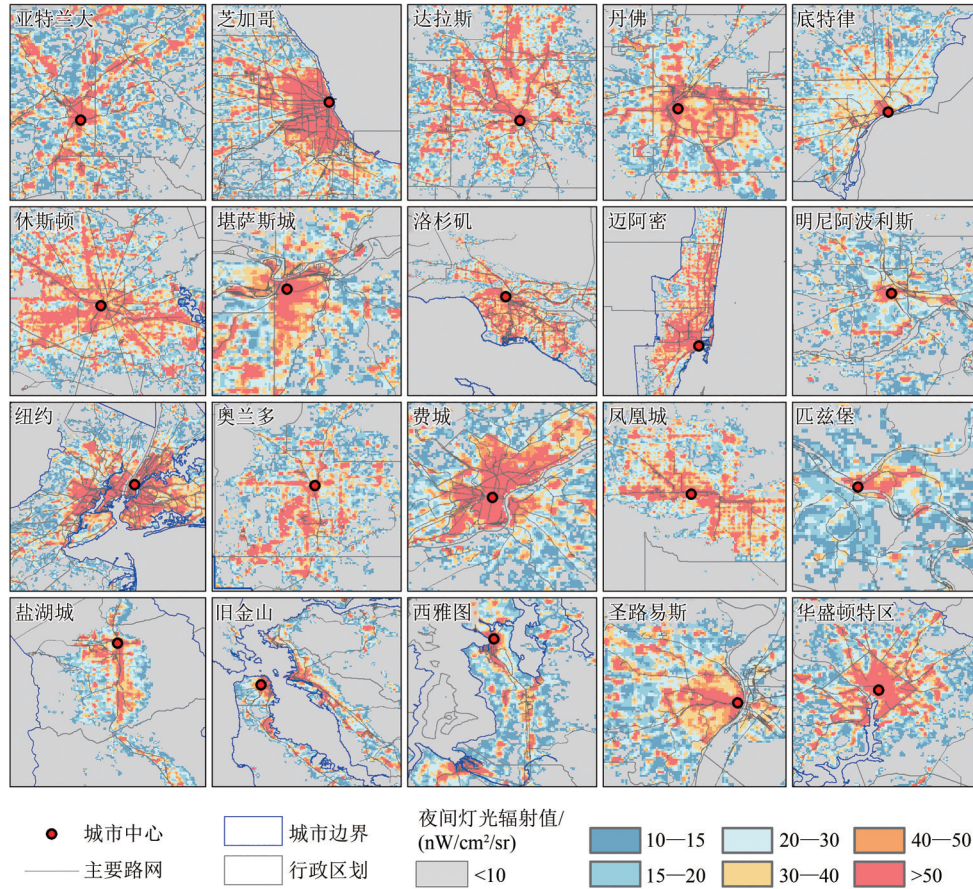 亚特兰大
芝加哥
达拉斯
丹佛
底特律
休斯顿
堪萨斯城
洛杉矶
迈阿密
明尼阿波利斯
纽约
奥兰多
费城
凤凰城
匹兹堡
盐湖城
旧金山
西雅图
圣路易斯
华盛顿特区
城市中心
主要路网
城市边界
行政区划
夜间灯光辐射值/
(nW/cm²/sr)
<10
10—15
15—20
20—30
30—40
40—50
>50